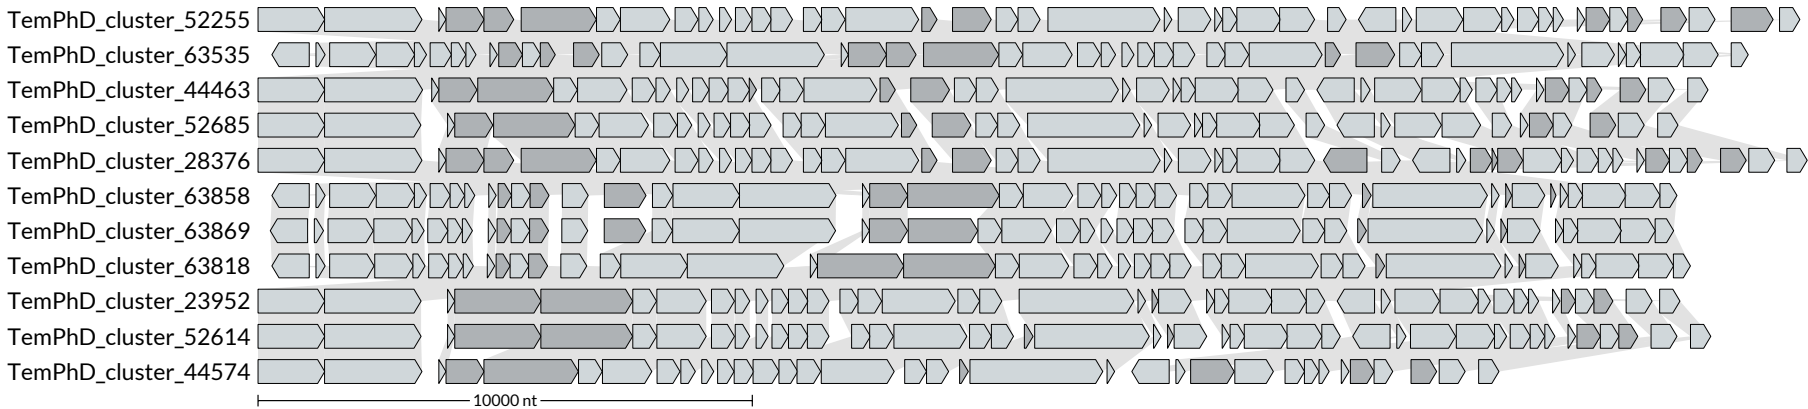 TemPhD_cluster_52255
TemPhD_cluster_63535
TemPhD_cluster_44463
TemPhD_cluster_52685
TemPhD_cluster_28376
TemPhD_cluster_63858
TemPhD_cluster_63869
TemPhD_cluster_63818
TemPhD_cluster_23952
TemPhD_cluster_52614
TemPhD_cluster_44574
10000 nt